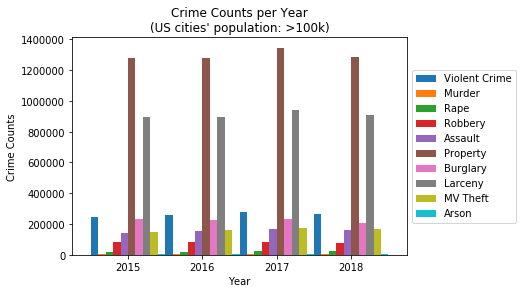 Crime Counts per Year
(US cities' population: >100k)
Crime Counts
1400000
1200000
1000000
800000
600000
400000
200000
0
2015
2016
2017
2018
Year
Violent Crime
Murder
Rape
Robbery
Assault
Property
Burglary
Larceny
MV Theft
Arson